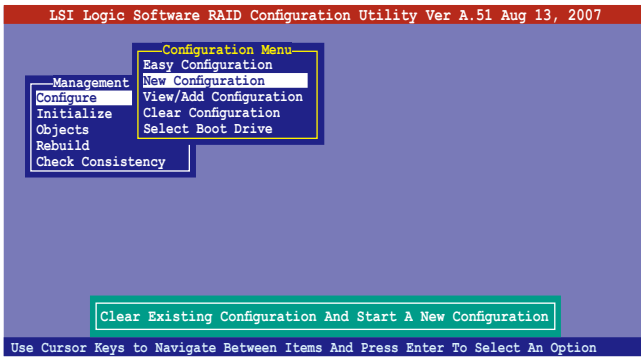 LSI Logic Software RAID Configuration Utility Ver A.51 Aug 13, 2007
Configuration Menu
Easy Configuration
New Configuration
View/Add Configuration
Clear Configuration
Select Boot Drive
Management
Configure
Initialize
Objects
Rebuild
Check Consistency
Clear Existing Configuration And Start A New Configuration
Use Cursor Keys to Navigate Between Items And Press Enter To Select An Option